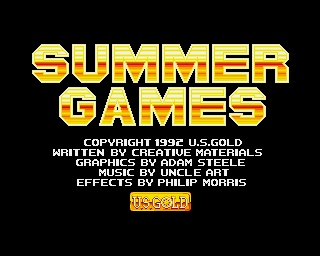 SUMMER
GAMES
COPYRIGHT 1992 U.S.GOLD
WRITTEN BY CREATIVE MATERIALS
GRAPHICS BY ADAM STEELE
MUSIC BY UNCLE ART
EFFECTS BY PHILIP MORRIS
U.S.GOLD